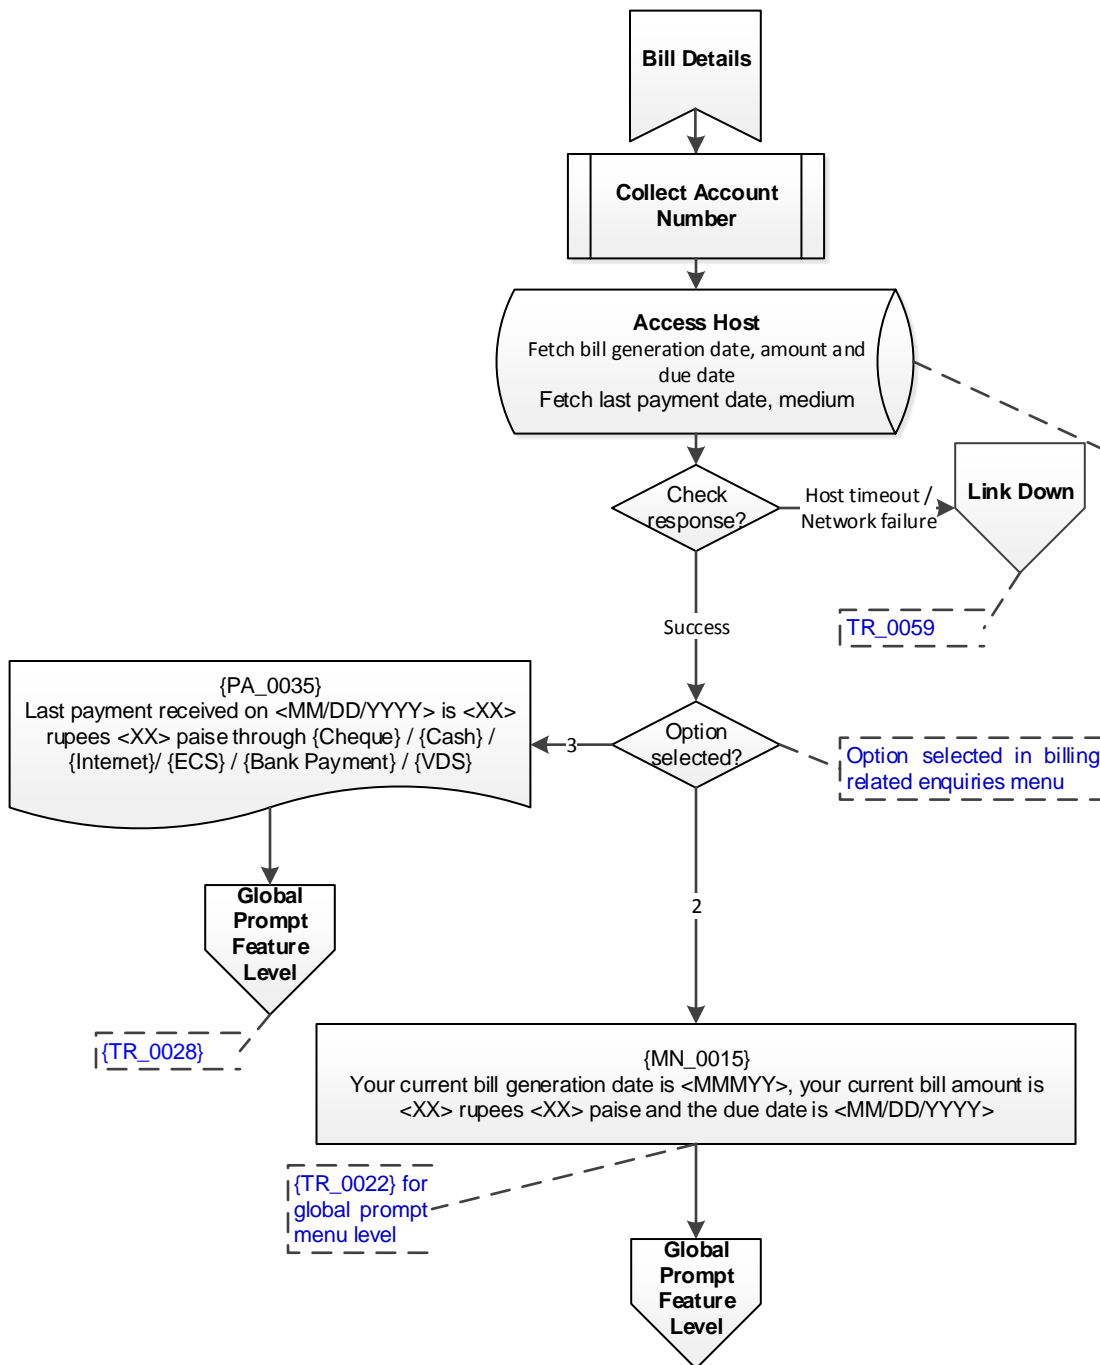 Bill Details
Collect Account
Number
Access Host
Fetch bill generation date, amount and
due date
Fetch last payment date, medium
Check
response?
Host timeout /
Network failure
Link Down
TR_0059
Success
{PA_0035}
Last payment received on <MM/DD/YYYY> is <XX>
rupees <XX> paise through {Cheque} / {Cash} /
{Internet}/ {ECS} / {Bank Payment} / {VDS}
3
Option
selected?
Option selected in billing
related enquiries menu
Global
Prompt
Feature
Level
{TR_0028}
2
{MN_0015}
Your current bill generation date is <MMMYY>, your current bill amount is
<XX> rupees <XX> paise and the due date is <MM/DD/YYYY>
{TR_0022} for
global prompt
menu level
Global
Prompt
Feature
Level